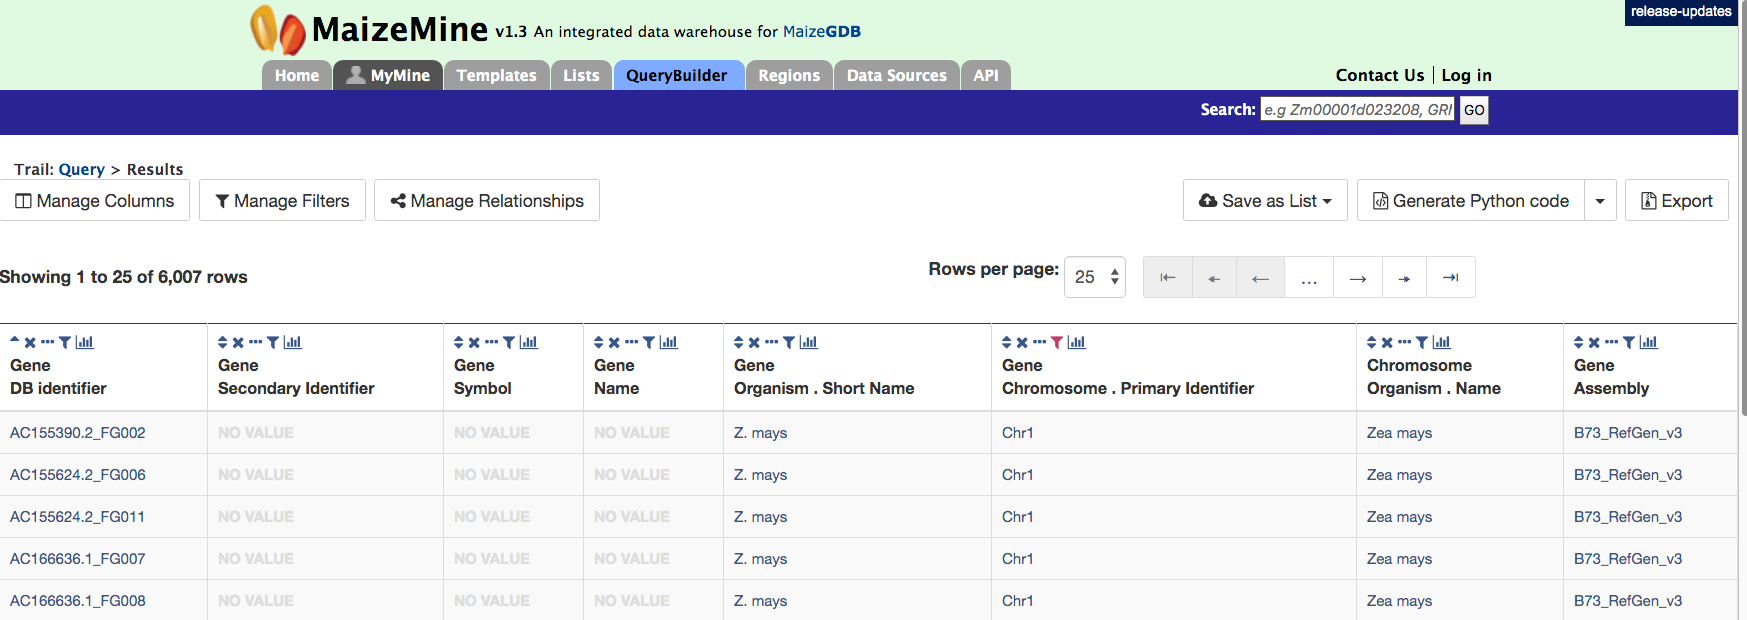 release-updates
MaizeMine v1.3 An integrated data warehouse for MaizeGDB
Home MyMine Templates Lists QueryBuilder Regions Data Sources API Contact Us Log in
Search: e.g Zm00001d023208, GRI GO
Trail: Query > Results
Manage Columns Manage Filters Manage Relationships Save as List Generate Python code Export
Showing 1 to 25 of 6,007 rows Rows per page: 25 ...
Gene Gene Gene Gene Gene Gene Chromosome Gene
DB identifier Secondary Identifier Symbol Name Organism . Short Name Chromosome . Primary Identifier Organism . Name Assembly
AC155390.2_FG002 NO VALUE NO VALUE NO VALUE Z. mays Chr1 Zea mays B73_RefGen_v3
AC155624.2_FG006 NO VALUE NO VALUE NO VALUE Z. mays Chr1 Zea mays B73_RefGen_v3
AC155624.2_FG011 NO VALUE NO VALUE NO VALUE Z. mays Chr1 Zea mays B73_RefGen_v3
AC166636.1_FG007 NO VALUE NO VALUE NO VALUE Z. mays Chr1 Zea mays B73_RefGen_v3
AC166636.1_FG008 NO VALUE NO VALUE NO VALUE Z. mays Chr1 Zea mays B73_RefGen_v3